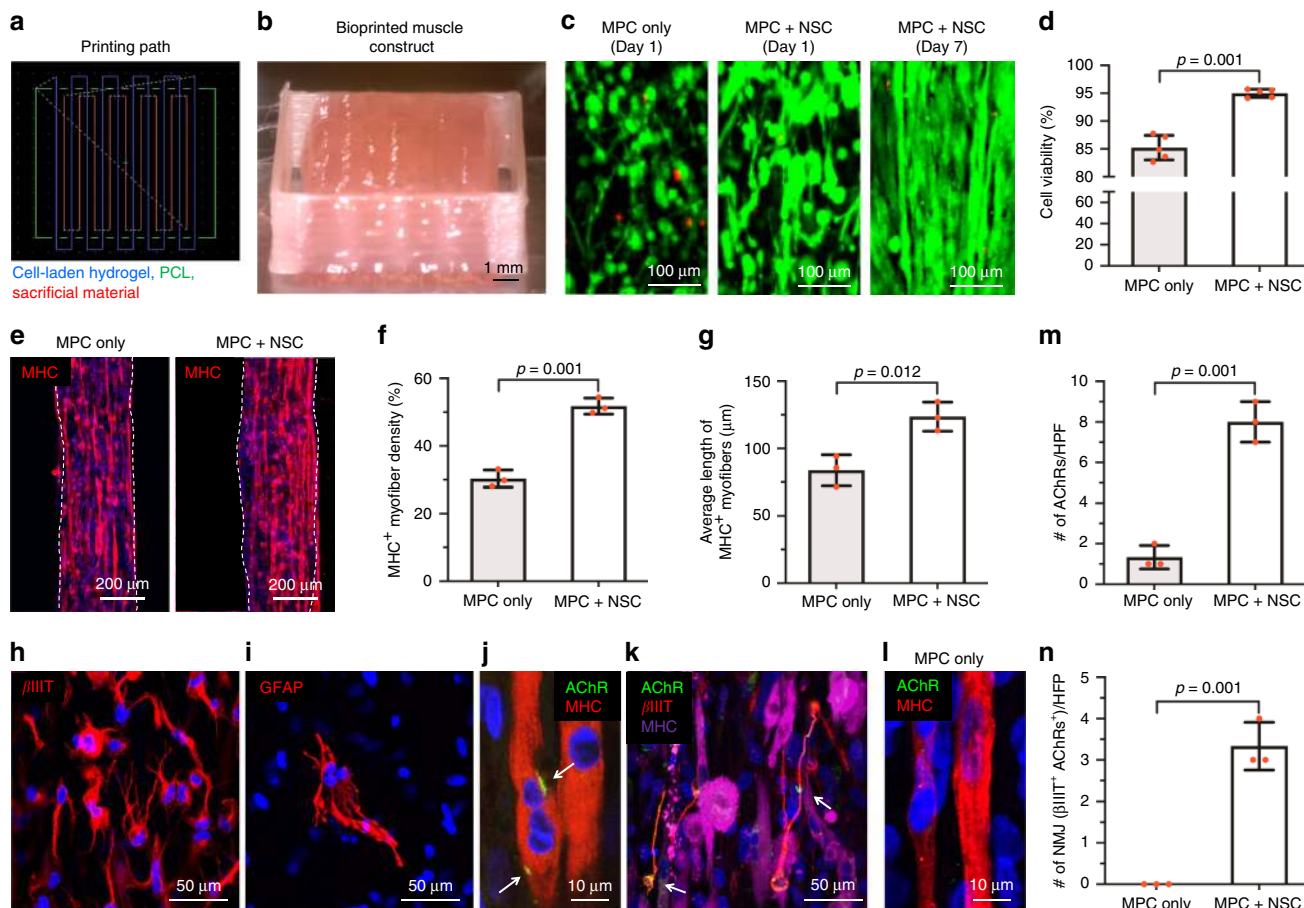 a
Printing path
Cell-laden hydrogel, PCL,
sacrificial material
b
Bioprinted muscle
construct
1 mm
c
MPC only
(Day 1)
MPC + NSC
(Day 1)
MPC + NSC
(Day 7)
100 μm
100 μm
100 μm
d
p = 0.001
Cell viability (%)
100
95
90
85
80
80
60
40
20
0
MPC only
MPC + NSC
e
MPC only
MPC + NSC
MHC
MHC
200 μm
200 μm
f
p = 0.001
MHC+ myofiber density (%)
60
40
20
0
MPC only
MPC + NSC
g
p = 0.012
Average length of
MHC+ myofibers (μm)
150
100
50
0
MPC only
MPC + NSC
m
p = 0.001
# of AChRs/HPF
10
8
6
4
2
0
MPC only
MPC + NSC
h
βIIIT
50 μm
i
GFAP
50 μm
j
AChR
MHC
10 μm
k
AChR
βIIIT
MHC
50 μm
l
MPC only
AChR
MHC
10 μm
n
p = 0.001
# of NMJ (βIIIT+ AChRs+)/HFP
5
4
3
2
1
0
MPC only
MPC + NSC